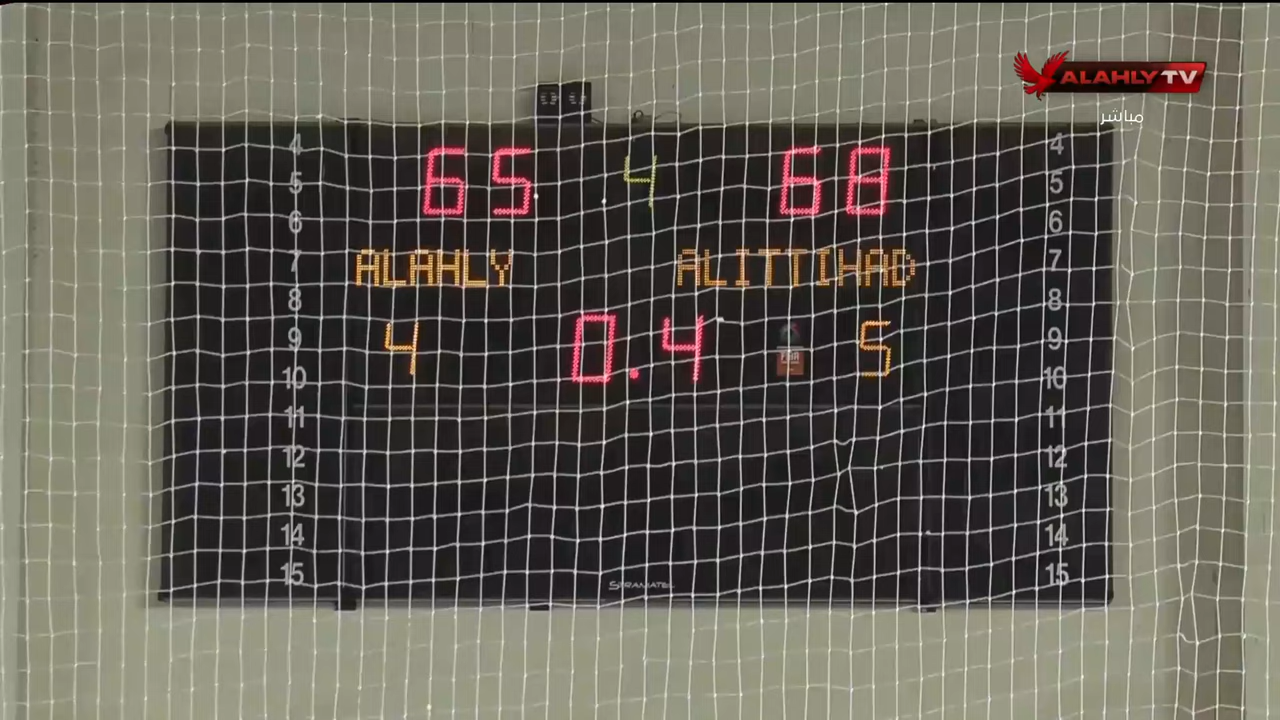 ALAHLY TV
مباشر
65 4 68
ALAHLY ALITTIHAD
4 0.4 5
4 4
5 5
6 6
7 7
8 8
9 9
10 10
11 11
12 12
13 13
14 14
15 15